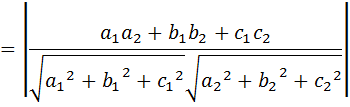 = | (a₁a₂ + b₁b₂ + c₁c₂) / (√(a₁² + b₁² + c₁²) √(a₂² + b₂² + c₂²)) |